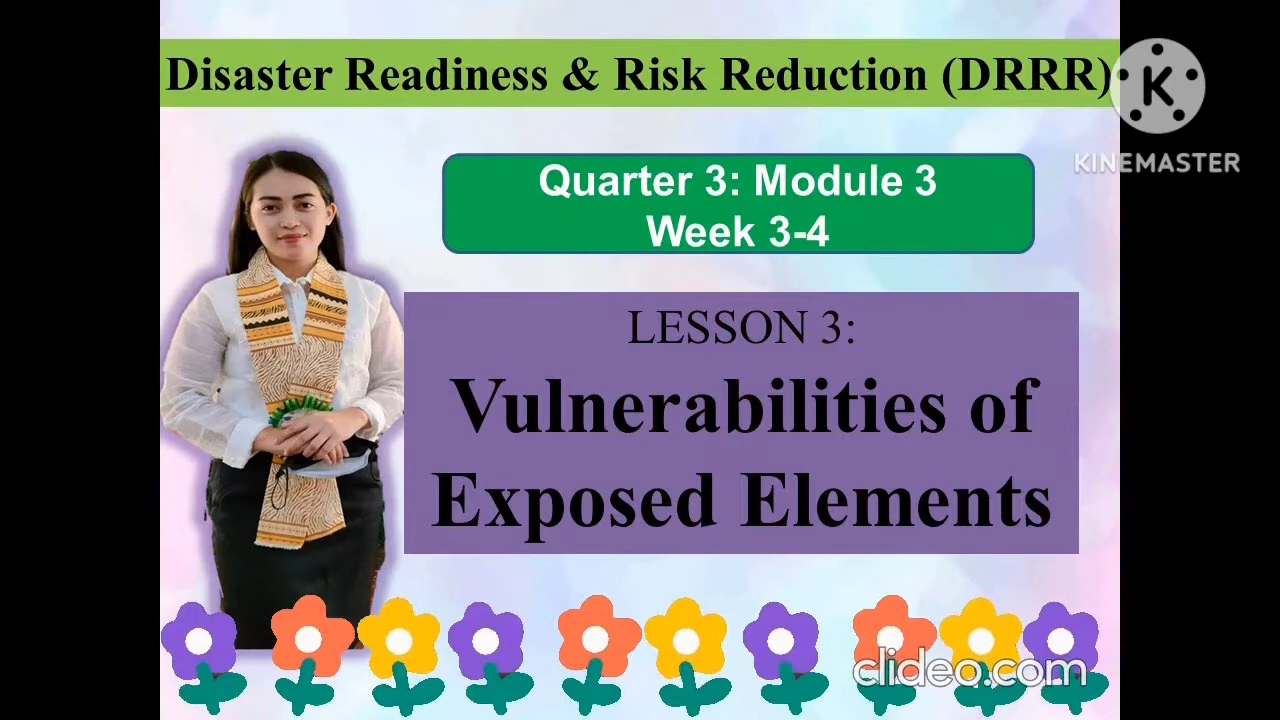 Disaster Readiness & Risk Reduction (DRRR)
K
KINEMASTER
Quarter 3: Module 3
Week 3-4
LESSON 3:
Vulnerabilities of
Exposed Elements
clideo.com